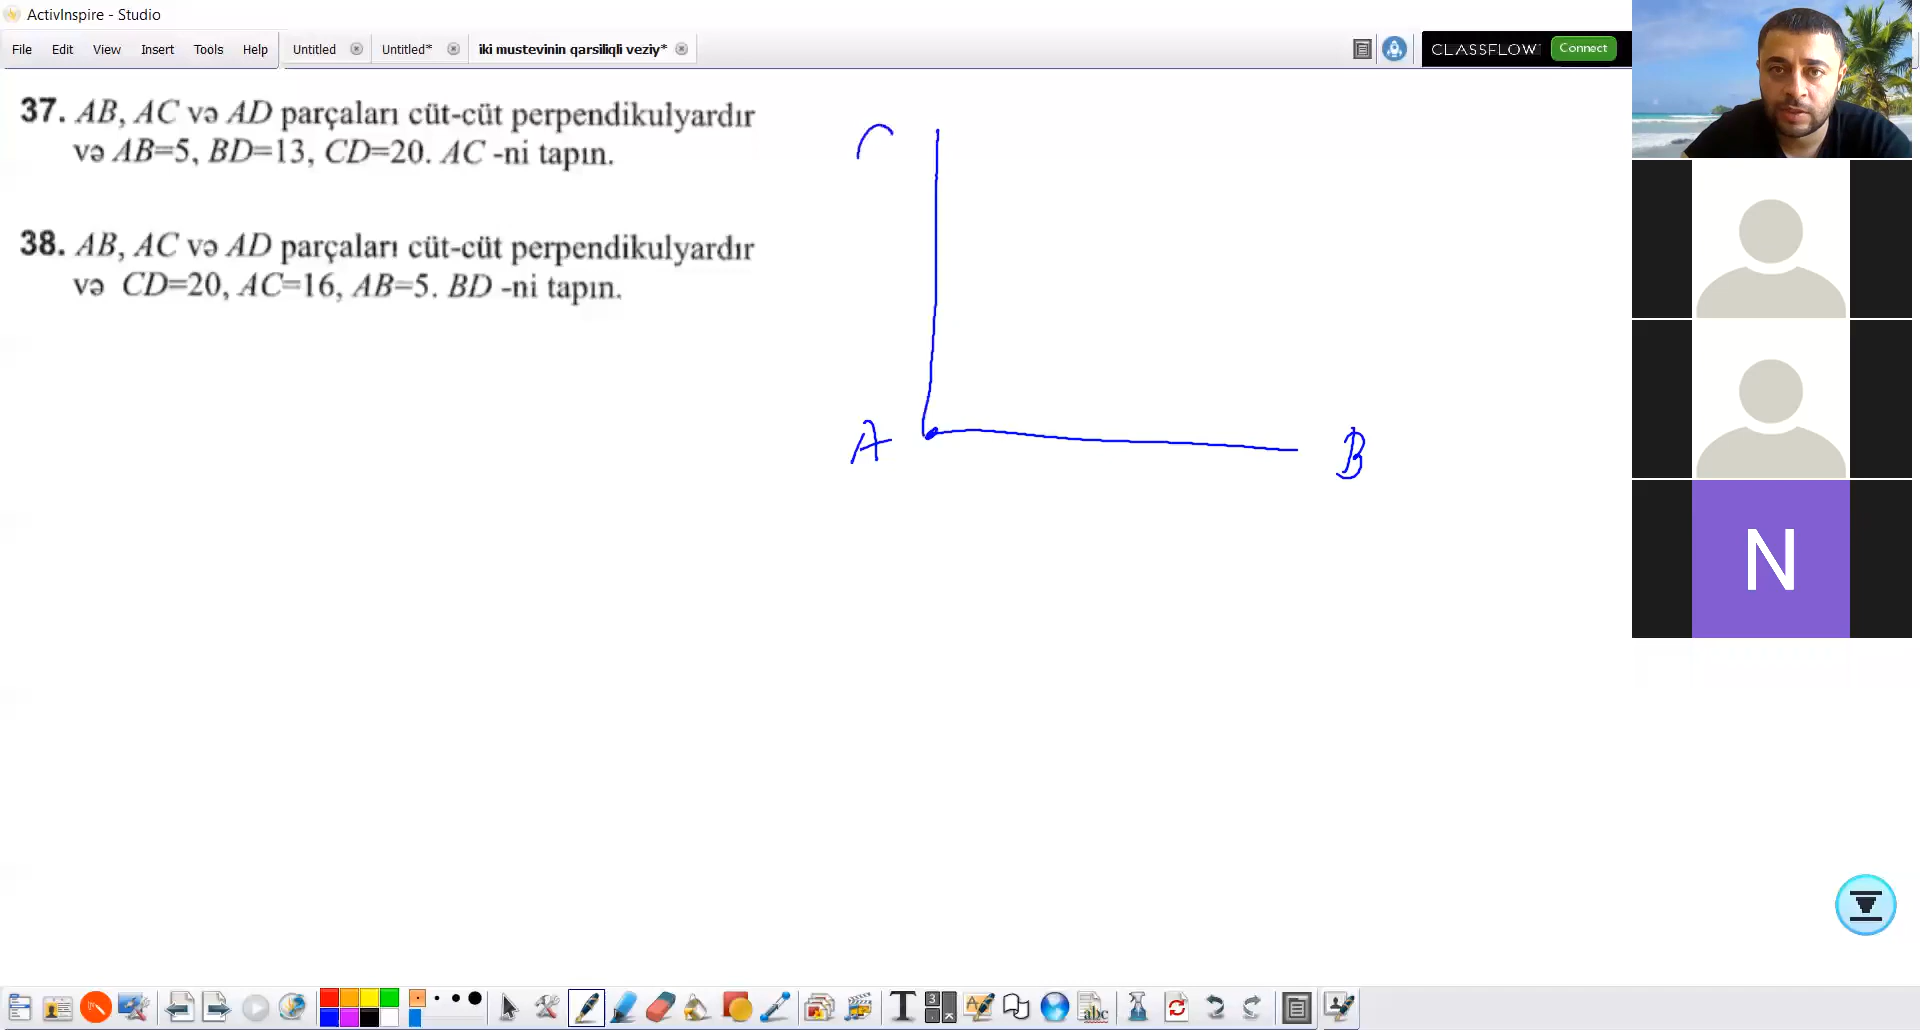 ActivInspire - Studio
File Edit View Insert Tools Help Untitled Untitled* iki mustevinin qarsiliqli veziy* CLASSFLOW Connect
37. AB, AC və AD parçaları cüt-cüt perpendikulyardır
və AB=5, BD=13, CD=20. AC -ni tapın.
38. AB, AC və AD parçaları cüt-cüt perpendikulyardır
və CD=20, AC=16, AB=5. BD -ni tapın.
A
B
N
T
abc